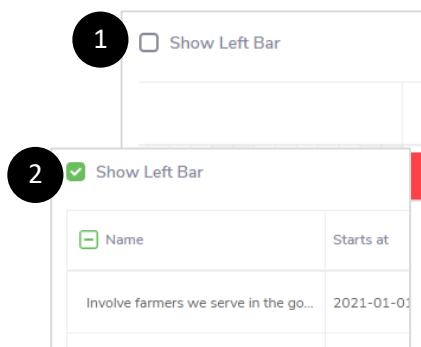 1
Show Left Bar
2
Show Left Bar
Name Starts at
Involve farmers we serve in the go... 2021-01-01